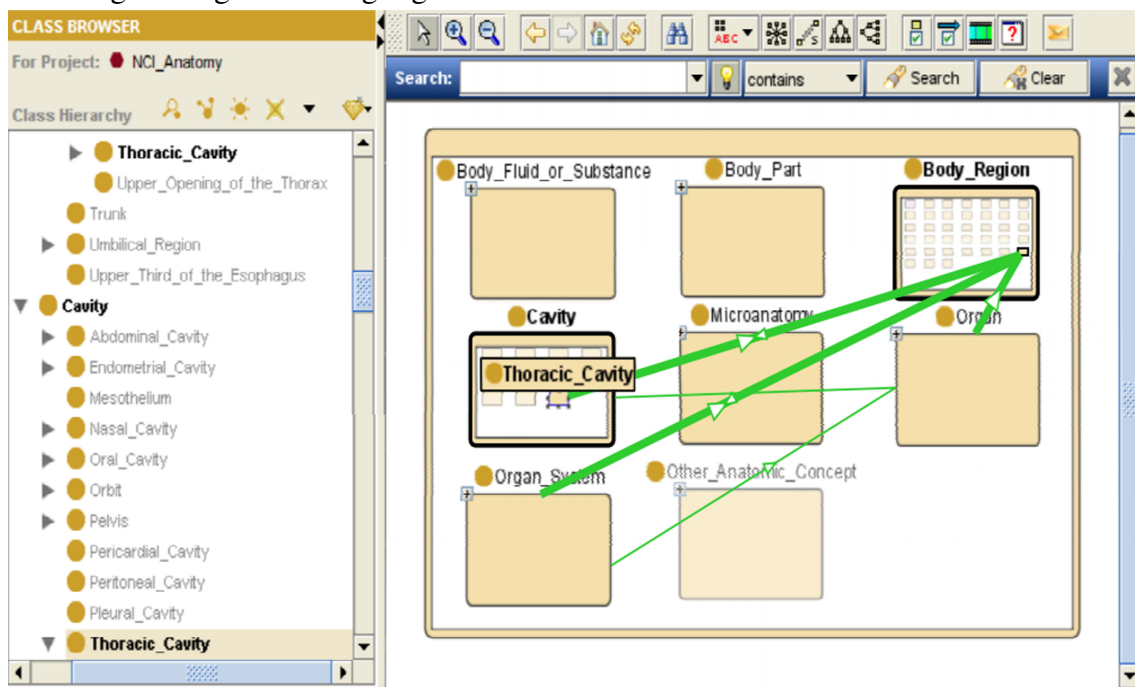 CLASS BROWSER
For Project: NCI_Anatomy
Class Hierarchy
Thoracic_Cavity
Upper_Opening_of_the_Thorax
Trunk
Umbilical_Region
Upper_Third_of_the_Esophagus
Cavity
Abdominal_Cavity
Endometrial_Cavity
Mesothelium
Nasal_Cavity
Oral_Cavity
Orbit
Pelvis
Pericardial_Cavity
Peritoneal_Cavity
Pleural_Cavity
Thoracic_Cavity
ABC
S
?
Search: contains Search Clear
Body_Fluid_or_Substance Body_Part Body_Region
Cavity Microanatomy Organ
Thoracic_Cavity
Organ_System Other_Anatomic_Concept